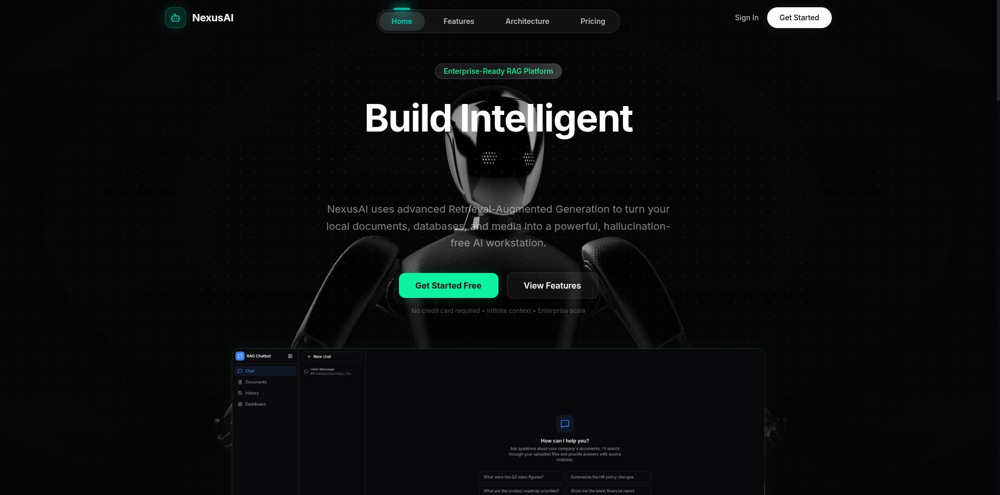 NexusAI
Home
Features
Architecture
Pricing
Sign In
Get Started
Enterprise-Ready RAG Platform
Build Intelligent
NexusAI uses advanced Retrieval-Augmented Generation to turn your
local documents, databases, and media into a powerful, hallucination-
free AI workstation.
Get Started Free
View Features
No credit card required • Infinite context • Enterprise scale
RAG Chatbot
Chat
Documents
History
Dashboard
New chat
Hello Message
## Introduction Hello, I'm...
How can I help you?
Ask questions about your company's documents. I'll search
through your uploaded files and provide answers with source
citations.
What were the Q3 sales figures?
Summarize the HR policy changes
What are the product roadmap priorities?
Show me the latest financial report